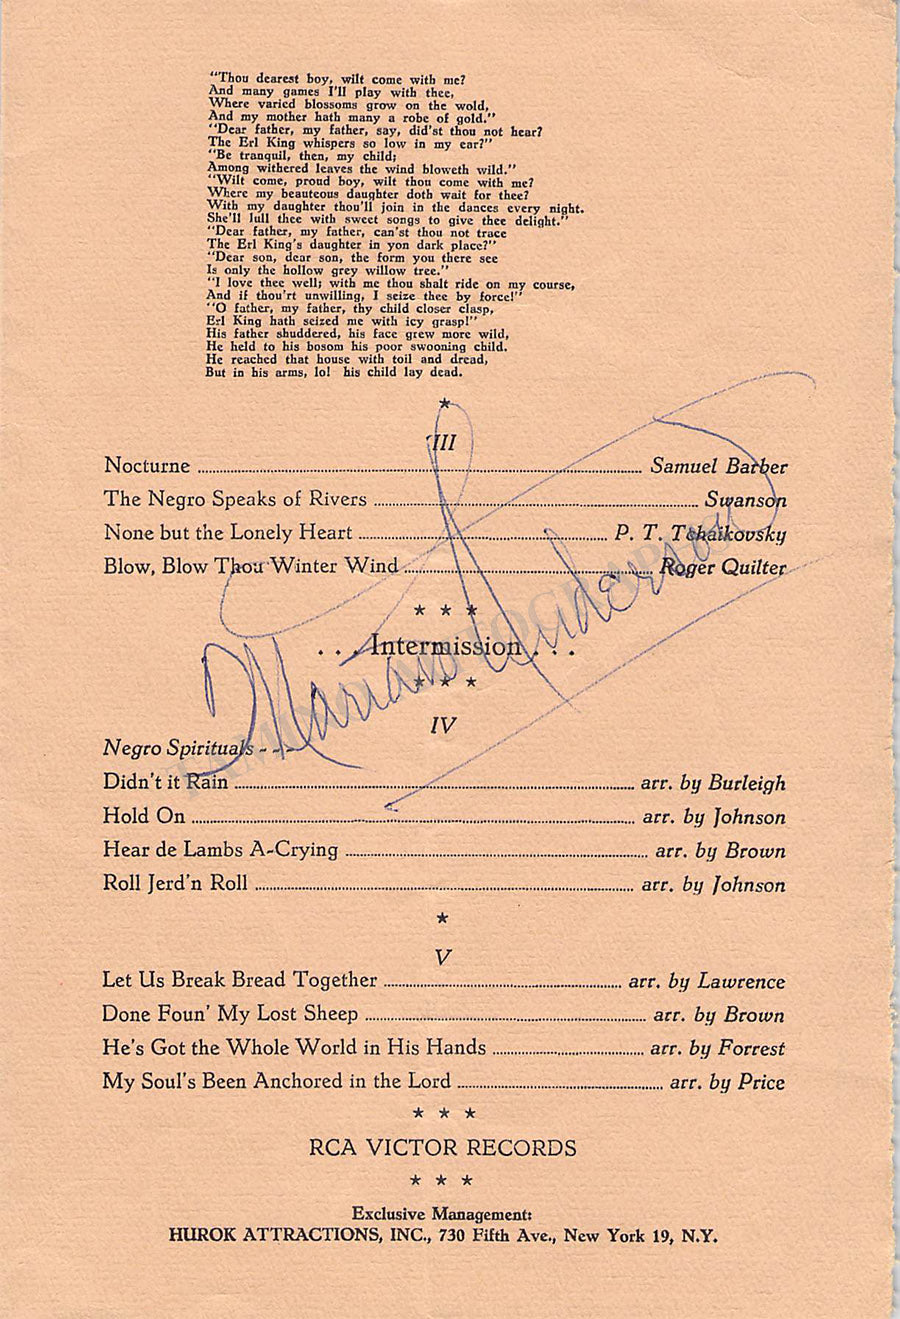 "Thou dearest boy, wilt come with me?
And many games I'll play with thee,
Where varied blossoms grow on the wold,
And my mother hath many a robe of gold."
"Dear father, my father, say, did'st thou not hear?
The Erl King whispers so low in my ear?"
"Be tranquil, then, my child;
Among withered leaves the wind bloweth wild."
"Wilt come, proud boy, wilt thou come with me?
Where my beauteous daughter doth wait for thee?
With my daughter thou'll join in the dances every night.
She'll lull thee with sweet songs to give thee delight."
"Dear father, my father, can'st thou not trace
The Erl King's daughter in yon dark place?"
"Dear son, dear son, the form you there see
Is only the hollow grey willow tree."
"I love thee well; with me thou shalt ride on my course,
And if thou'rt unwilling, I seize thee by force!"
"O father, my father, thy child closer clasp,
Erl King hath seized me with icy grasp!"
His father shuddered, his face grew more wild,
He held to his bosom his poor swooning child.
He reached that house with toil and dread,
But in his arms, lo! his child lay dead.
*
III
Nocturne ........ Samuel Barber
The Negro Speaks of Rivers ........ Swanson
None but the Lonely Heart ........ P. T. Tchaikovsky
Blow, Blow Thou Winter Wind ........ Roger Quilter
* * *
. . . Intermission . . .
* * *
Marian Anderson
IV
Negro Spirituals - - -
Didn't it Rain ........ arr. by Burleigh
Hold On ........ arr. by Johnson
Hear de Lambs A-Crying ........ arr. by Brown
Roll Jerd'n Roll ........ arr. by Johnson
*
V
Let Us Break Bread Together ........ arr. by Lawrence
Done Foun' My Lost Sheep ........ arr. by Brown
He's Got the Whole World in His Hands ........ arr. by Forrest
My Soul's Been Anchored in the Lord ........ arr. by Price
* * *
RCA VICTOR RECORDS
* * *
Exclusive Management:
HUROK ATTRACTIONS, INC., 730 Fifth Ave., New York 19, N.Y.